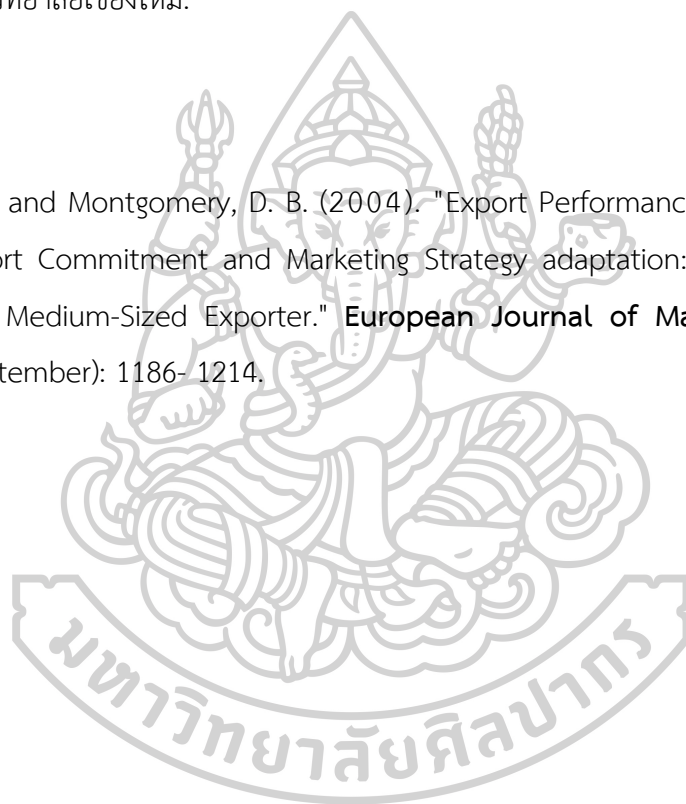 and Montgomery, D. B. (2004). "Export Performanc
rt Commitment and Marketing Strategy adaptation:
Medium-Sized Exporter." European Journal of Ma
tember): 1186- 1214.
มหาวิทยาลัยศิลปากร